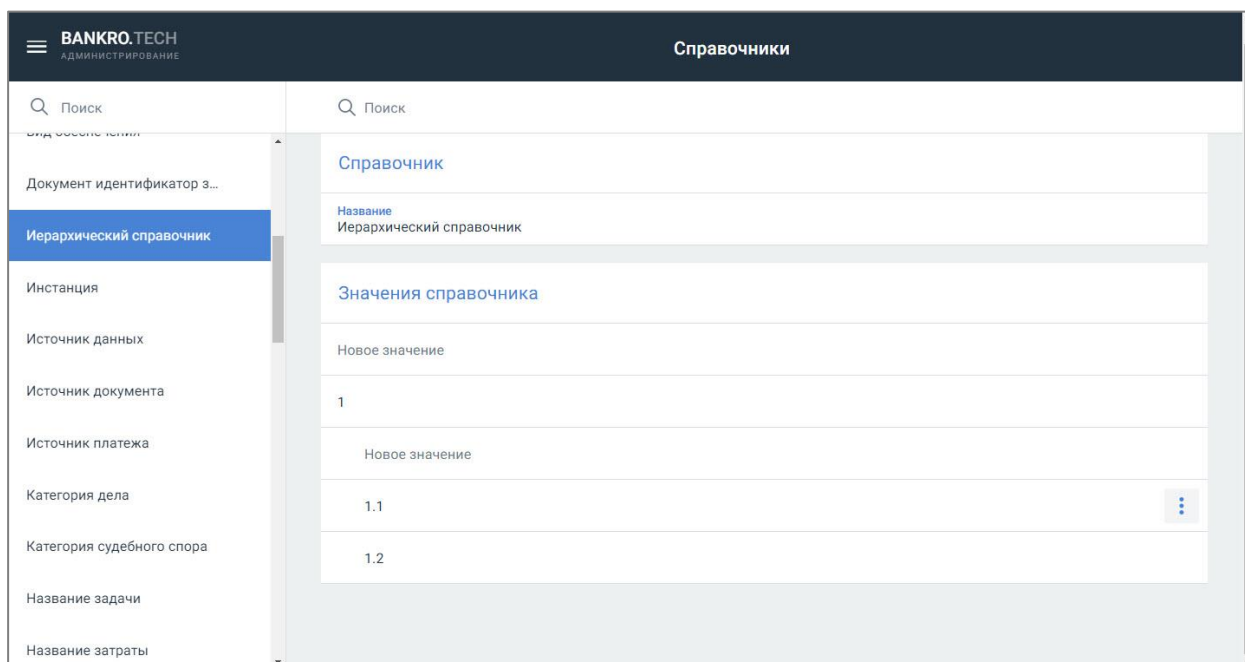 BANKRO.TECH
АДМИНИСТРИРОВАНИЕ
Справочники
Поиск
Поиск
Вид обеспечения
Документ идентификатор з...
Иерархический справочник
Инстанция
Источник данных
Источник документа
Источник платежа
Категория дела
Категория судебного спора
Название задачи
Название затраты
Справочник
Название
Иерархический справочник
Значения справочника
Новое значение
1
Новое значение
1.1
1.2